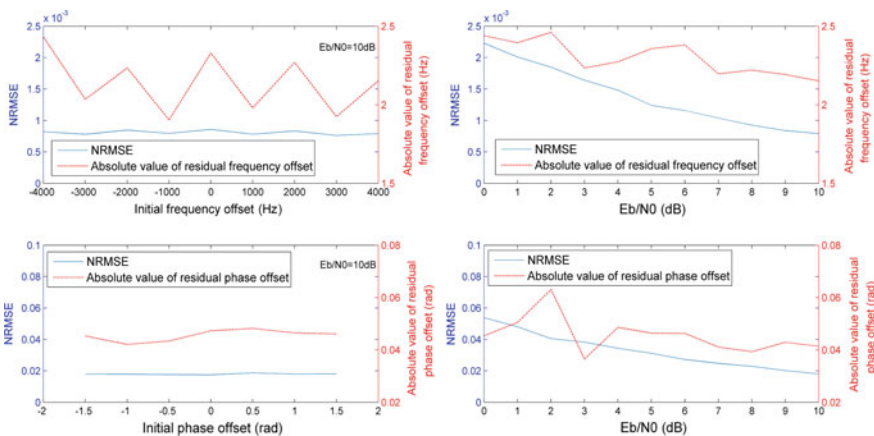 × 10⁻³
2.5
2
1.5
1
0.5
0
NRMSE
Eb/N0=10dB
NRMSE
Absolute value of residual frequency offset
-4000 -3000 -2000 -1000 0 1000 2000 3000 4000
Initial frequency offset (Hz)
2.5
2
1.5
Absolute value of residual
frequency offset (Hz)
× 10⁻³
2.5
2
1.5
1
0.5
0
NRMSE
NRMSE
Absolute value of residual frequency offset
0 1 2 3 4 5 6 7 8 9 10
Eb/N0 (dB)
2.5
2
1.5
Absolute value of residual
frequency offset (Hz)
0.1
0.08
0.06
0.04
0.02
0
NRMSE
NRMSE
Absolute value of residual phase offset
Eb/N0=10dB
-2 -1.5 -1 -0.5 0 0.5 1 1.5 2
Initial phase offset (rad)
0.08
0.06
0.04
0.02
Absolute value of residual
phase offset (rad)
0.1
0.08
0.06
0.04
0.02
0
NRMSE
NRMSE
Absolute value of residual phase offset
0 1 2 3 4 5 6 7 8 9 10
Eb/N0 (dB)
0.08
0.06
0.04
0.02
Absolute value of residual
phase offset (rad)